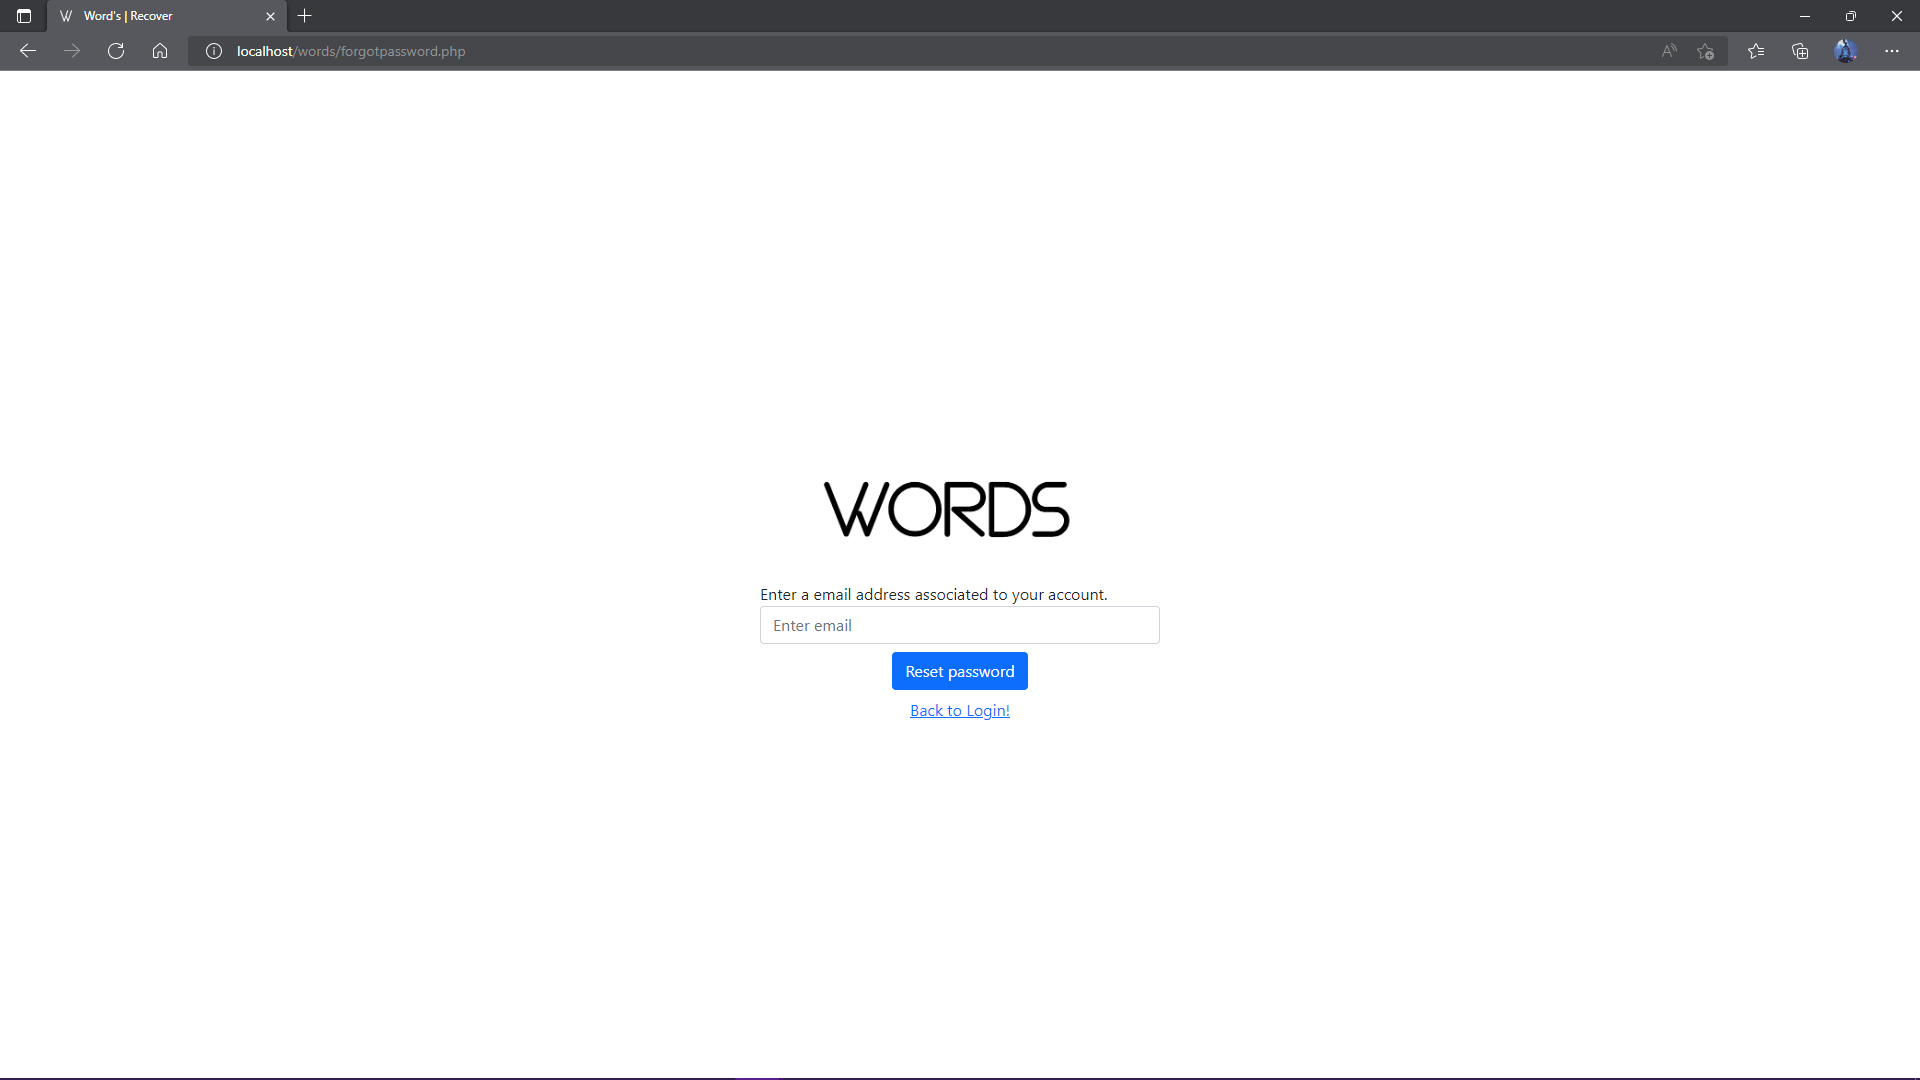 Word's | Recover
localhost/words/forgotpassword.php
WORDS
Enter a email address associated to your account.
Enter email
Reset password
Back to Login!